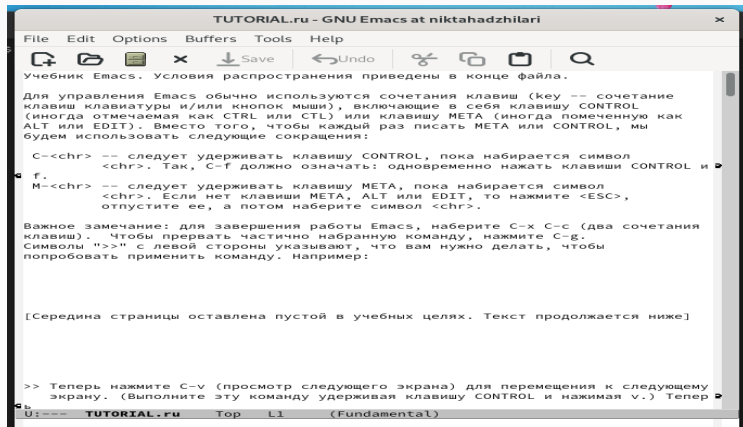 TUTORIAL.ru - GNU Emacs at niktahadzhilari
File Edit Options Buffers Tools Help
Save Undo
Учебник Emacs. Условия распространения приведены в конце файла.
Для управления Emacs обычно используются сочетания клавиш (key -- сочетание
клавиш клавиатуры и/или кнопок мыши), включающие в себя клавишу CONTROL
(иногда отмечаемая как CTRL или CTL) или клавишу META (иногда помеченную как
ALT или EDIT). Вместо того, чтобы каждый раз писать META или CONTROL, мы
будем использовать следующие сокращения:
C-<chr> -- следует удерживать клавишу CONTROL, пока набирается символ
<chr>. Так, C-f должно означать: одновременно нажать клавиши CONTROL и
f.
M-<chr> -- следует удерживать клавишу META, пока набирается символ
<chr>. Если нет клавиши META, ALT или EDIT, то нажмите <ESC>,
отпустите ее, а потом наберите символ <chr>.
Важное замечание: для завершения работы Emacs, наберите C-x C-c (два сочетания
клавиш). Чтобы прервать частично набранную команду, нажмите C-g.
Символы ">>" с левой стороны указывают, что вам нужно делать, чтобы
попробовать применить команду. Например:
[Середина страницы оставлена пустой в учебных целях. Текст продолжается ниже]
>> Теперь нажмите C-v (просмотр следующего экрана) для перемещения к следующему
экрану. (Выполните эту команду удерживая клавишу CONTROL и нажимая v.) Тепер
ь
U:--- TUTORIAL.ru Top L1 (Fundamental)